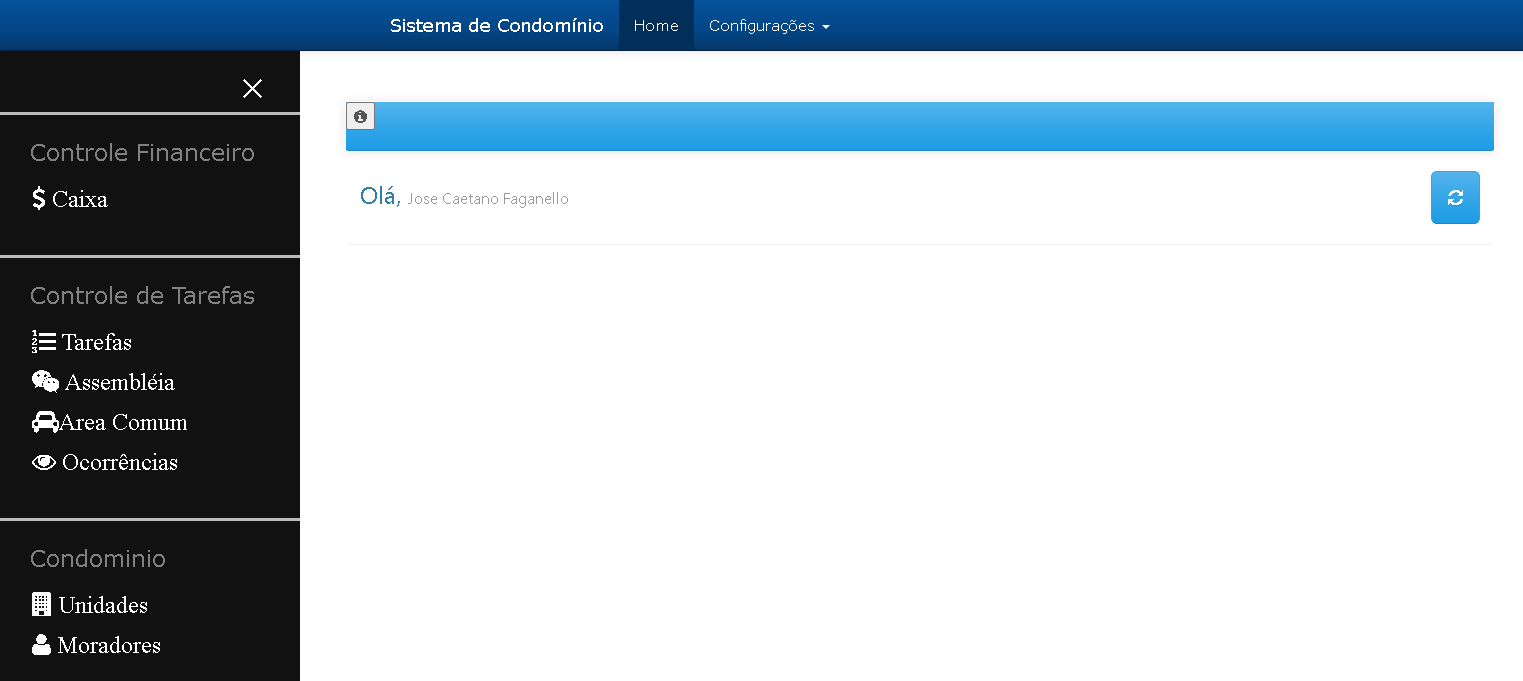 Sistema de Condomínio Home Configurações
Controle Financeiro
Caixa
Controle de Tarefas
Tarefas
Assembléia
Area Comum
Ocorrências
Condominio
Unidades
Moradores
Olá, Jose Caetano Faganello